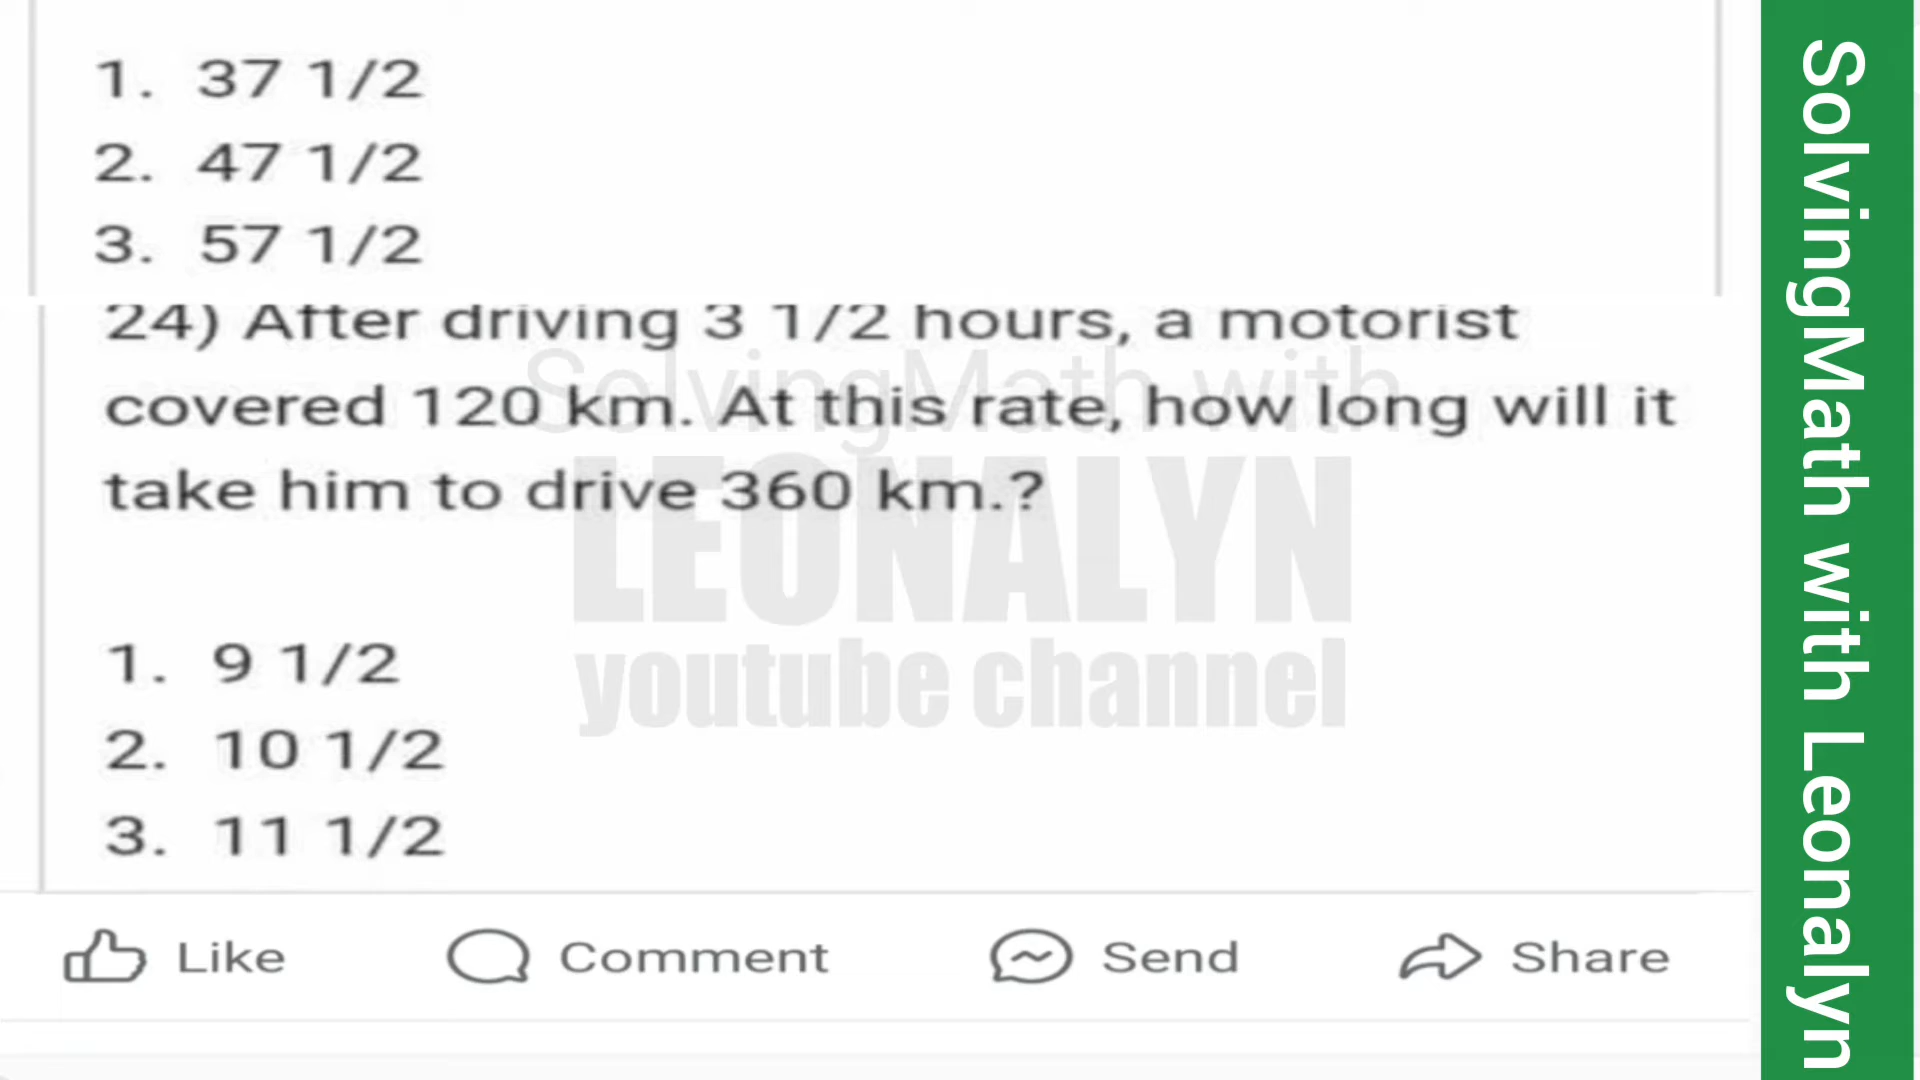 1. 37 1/2
2. 47 1/2
3. 57 1/2
24) After driving 3 1/2 hours, a motorist
covered 120 km. At this rate, how long will it
take him to drive 360 km.?
SolvingMath with
LEONALYN
youtube channel
1. 9 1/2
2. 10 1/2
3. 11 1/2
Like Comment Send Share
SolvingMath with Leonalyn